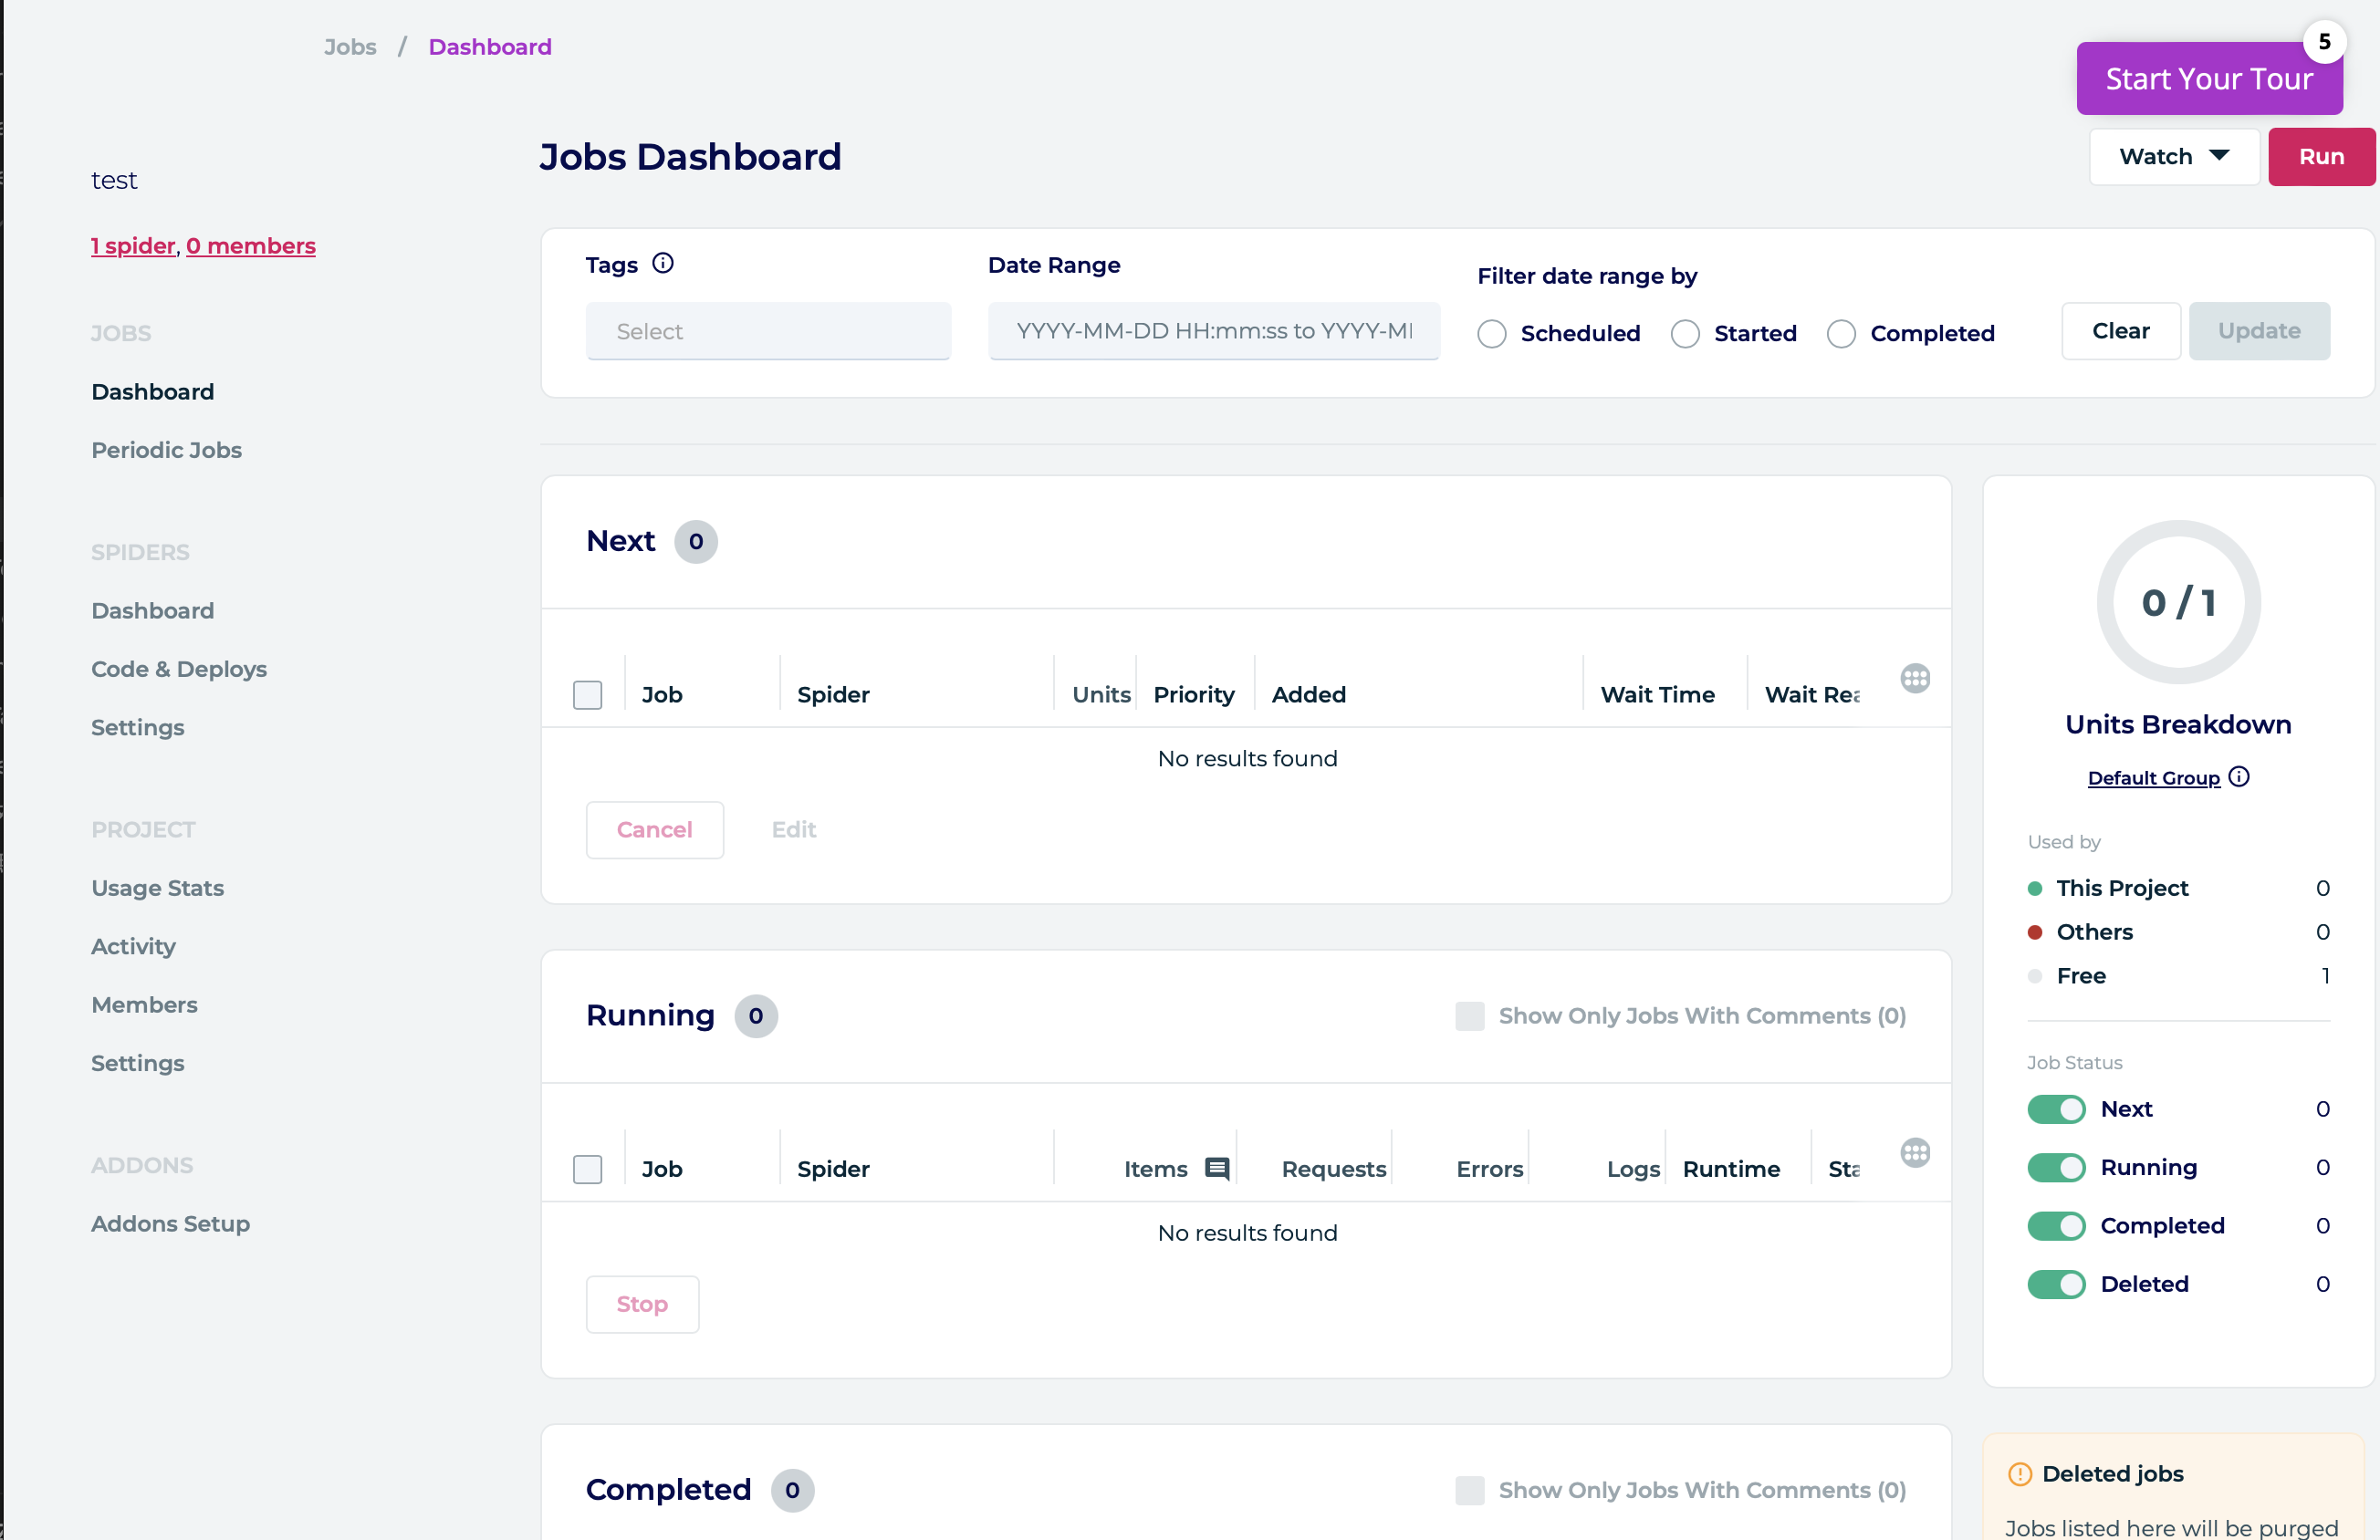 Jobs / Dashboard
5
Start Your Tour
Jobs Dashboard
Watch
Run
test
1 spider, 0 members
JOBS
Dashboard
Periodic Jobs
SPIDERS
Dashboard
Code & Deploys
Settings
PROJECT
Usage Stats
Activity
Members
Settings
ADDONS
Addons Setup
Tags
Select
Date Range
YYYY-MM-DD HH:mm:ss to YYYY-MI
Filter date range by
Scheduled Started Completed
Clear Update
Next 0
Job Spider Units Priority Added Wait Time Wait Rea
No results found
Cancel Edit
Running 0
Show Only Jobs With Comments (0)
Job Spider Items Requests Errors Logs Runtime Sta
No results found
Stop
Completed 0
Show Only Jobs With Comments (0)
0 / 1
Units Breakdown
Default Group
Used by
This Project 0
Others 0
Free 1
Job Status
Next 0
Running 0
Completed 0
Deleted 0
Deleted jobs
Jobs listed here will be purged